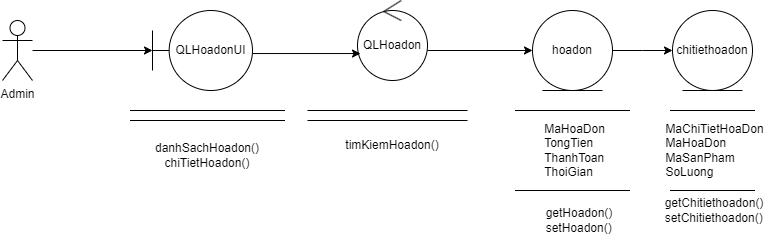 Admin
QLHoadonUI
danhSachHoadon()
chiTietHoadon()
QLHoadon
timKiemHoadon()
hoadon
MaHoaDon
TongTien
ThanhToan
ThoiGian
getHoadon()
setHoadon()
chitiethoadon
MaChiTietHoaDon
MaHoaDon
MaSanPham
SoLuong
getChitiethoadon()
setChitiethoadon()